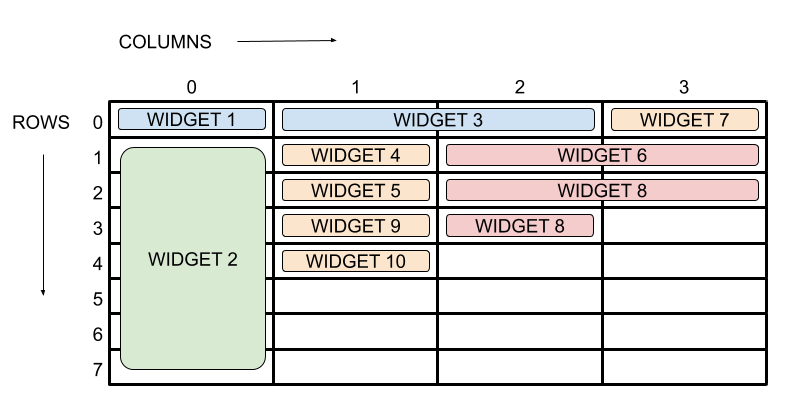 COLUMNS
0 1 2 3
ROWS 0 WIDGET 1 WIDGET 3 WIDGET 7
1 WIDGET 4 WIDGET 6
2 WIDGET 5 WIDGET 8
3 WIDGET 9 WIDGET 8
4 WIDGET 2 WIDGET 10
5
6
7